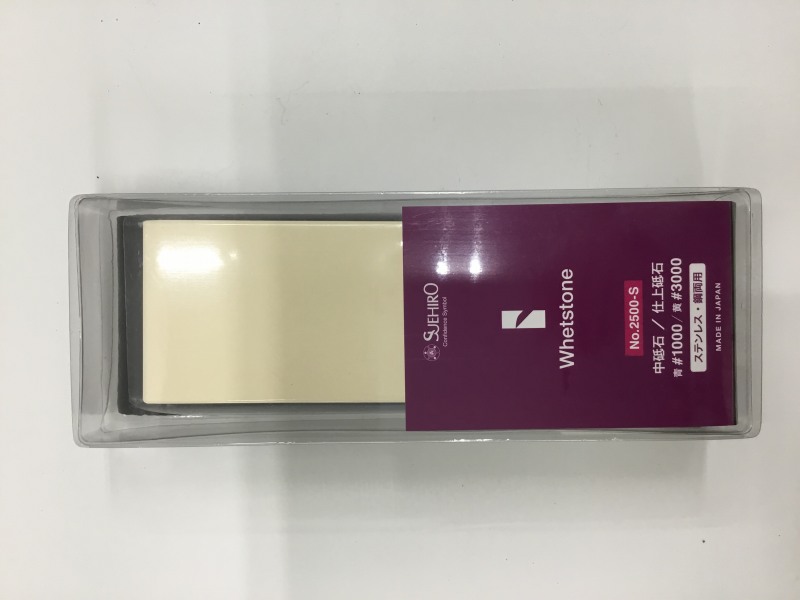 SUEHIRO
Confidence Symbol
Whetstone
No.2500-S
中砥石 / 仕上砥石
青 #1000 / 黄 #3000
ステンレス・鋼両用
MADE IN JAPAN